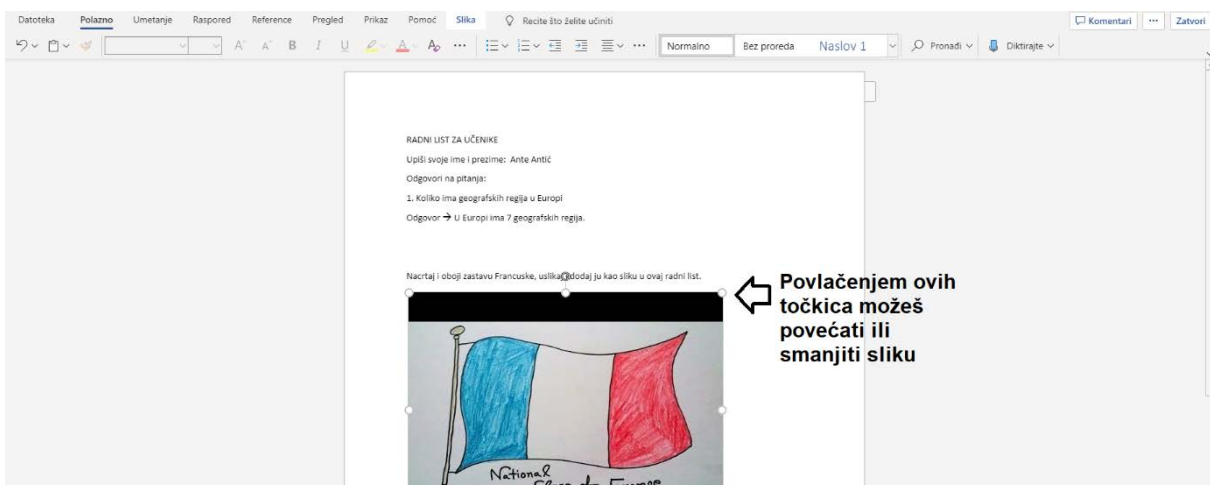 Datoteka Polazno Umetanje Raspored Reference Pregled Prikaz Pomoć Slika Recite što želite učiniti Komentari ... Zatvori
A^ A˅ B I U A A ... Normalno Bez proreda Naslov 1 Pronađi Diktirajte
RADNI LIST ZA UČENIKE
Upiši svoje ime i prezime: Ante Antić
Odgovori na pitanja:
1. Koliko ima geografskih regija u Europi
Odgovor → U Europi ima 7 geografskih regija.
Nacrtaj i oboji zastavu Francuske, uslikaj dodaj ju kao sliku u ovaj radni list.
Povlačenjem ovih
točkica možeš
povećati ili
smanjiti sliku
National